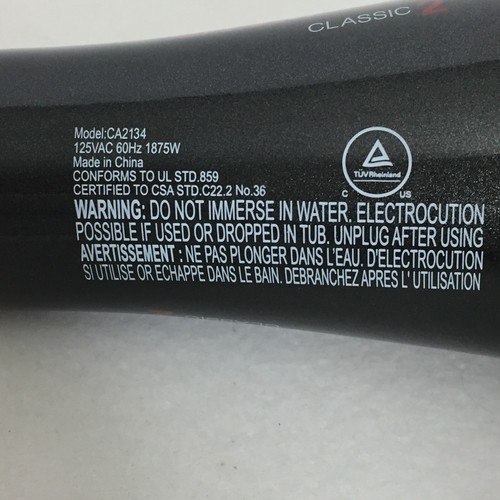 CLASSIC 2
Model:CA2134
125VAC 60Hz 1875W
Made in China
CONFORMS TO UL STD.859
CERTIFIED TO CSA STD.C22.2 No.36
TÜVRheinland
C US
WARNING: DO NOT IMMERSE IN WATER. ELECTROCUTION
POSSIBLE IF USED OR DROPPED IN TUB. UNPLUG AFTER USING
AVERTISSEMENT : NE PAS PLONGER DANS L'EAU. D'ELECTROCUTION
SI UTILISE OR ECHAPPE DANS LE BAIN. DEBRANCHEZ APRES L' UTILISATION